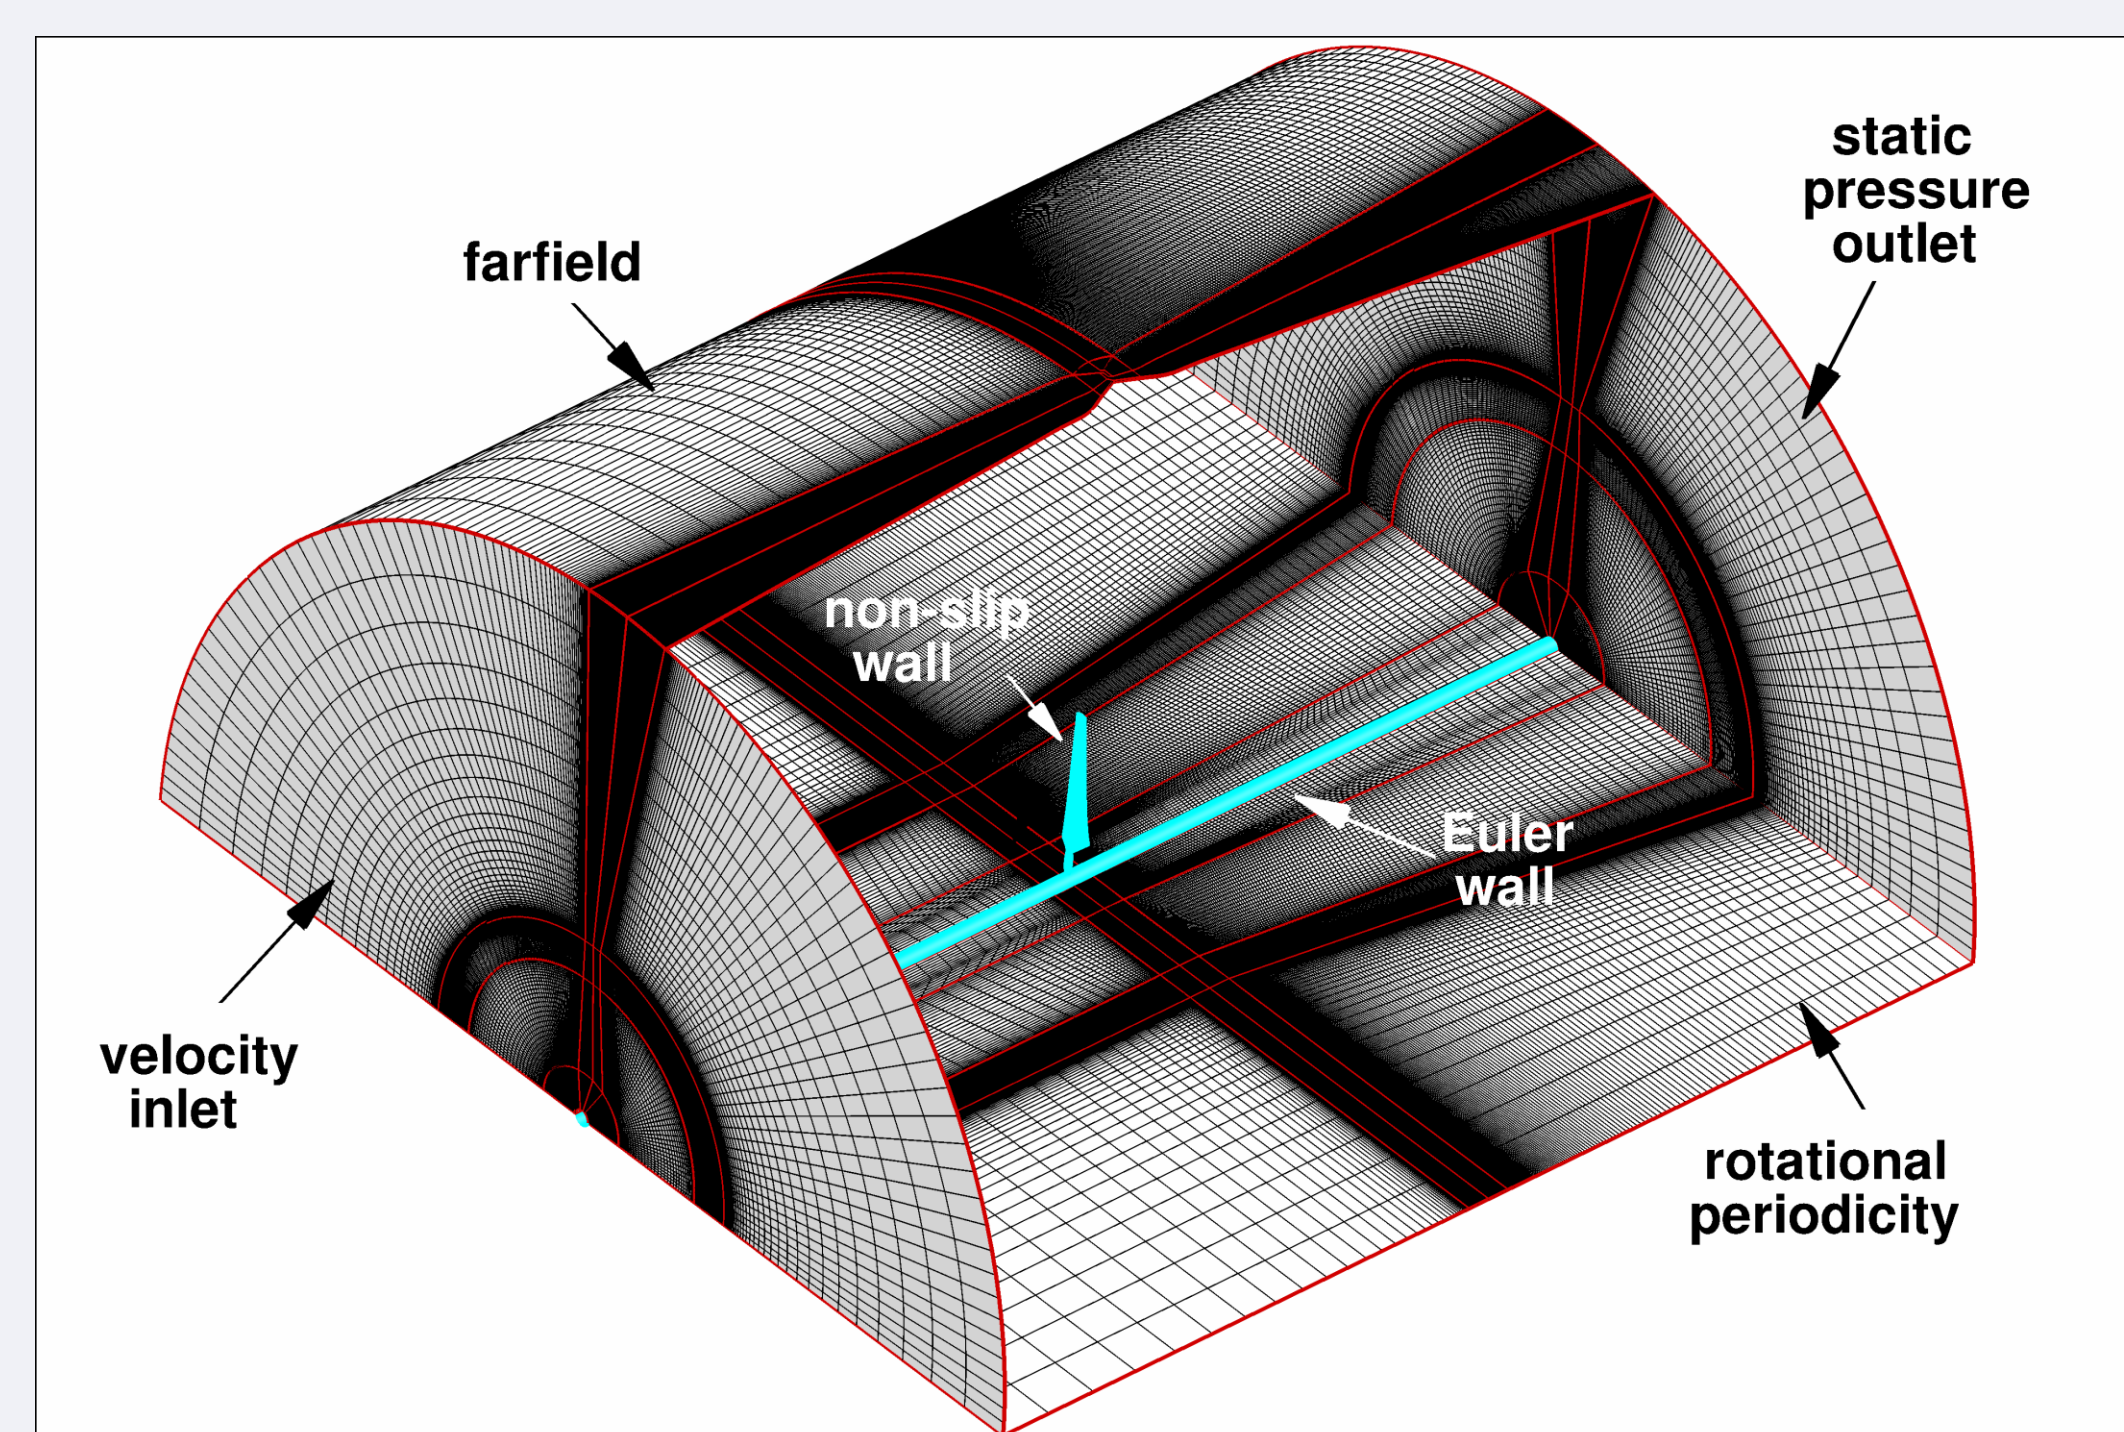 static
pressure
outlet
farfield
non-slip
wall
Euler
wall
velocity
inlet
rotational
periodicity